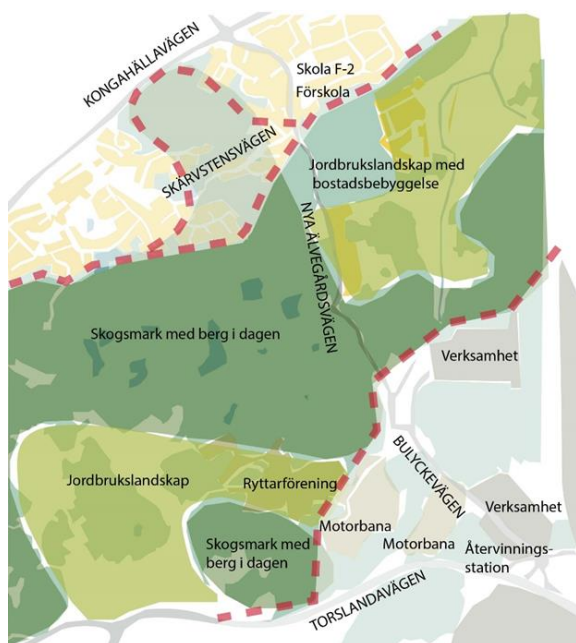 KONGAHÄLLAVÄGEN
Skola F-2
Förskola
SKÄRVSTENSVÄGEN
Jordbrukslandskap med
bostadsbebyggelse
NYA ÄLVEGÅRDSVÄGEN
Skogsmark med berg i dagen
Verksamhet
BULYCKEVÄGEN
Jordbrukslandskap
Ryttarförening
Verksamhet
Motorbana
Motorbana
Återvinnings-
station
Skogsmark med
berg i dagen
TORSLANDAVÄGEN